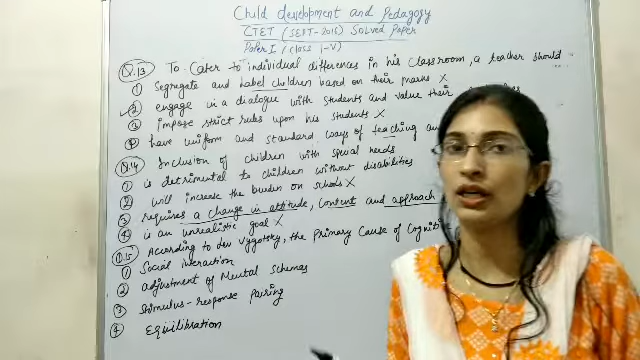 Child development and Pedagogy
CTET (SEPT-2015) Solved Paper
Paper I (class I-V)
Q.13 To Cater to individual differences in his classroom, a teacher should
① Segregate and label children based on their marks ✗
✓② engage in a dialogue with students and value their
③ impose strict rules upon his students ✗
④ have uniform and standard ways of teaching
Q.14 Inclusion of children with special needs
① is detrimental to children without disabilities
② will increase the burden on schools ✗
③ requires a change in attitude, content and approach
④ is an unrealistic goal ✗
Q.15 According to Lev Vygotsky, the Primary Cause of
① Social interaction
② adjustment of Mental Schemas
③ Stimulus-response pairing
④ Equilibration